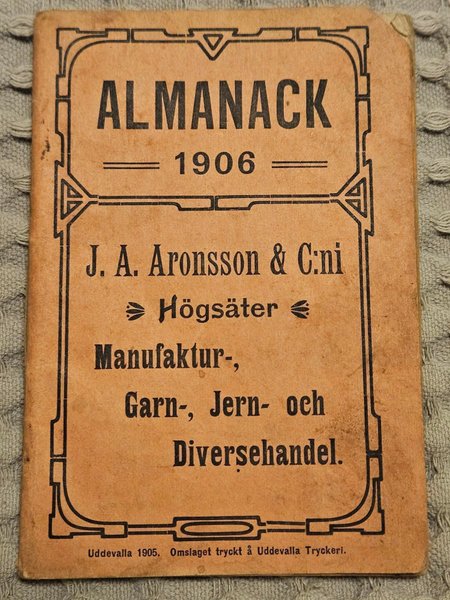 ALMANACK
1906
J. A. Aronsson & C:ni
Högsäter
Manufaktur-,
Garn-, Jern- och
Diversehandel.
Uddevalla 1905. Omslaget tryckt å Uddevalla Tryckeri.